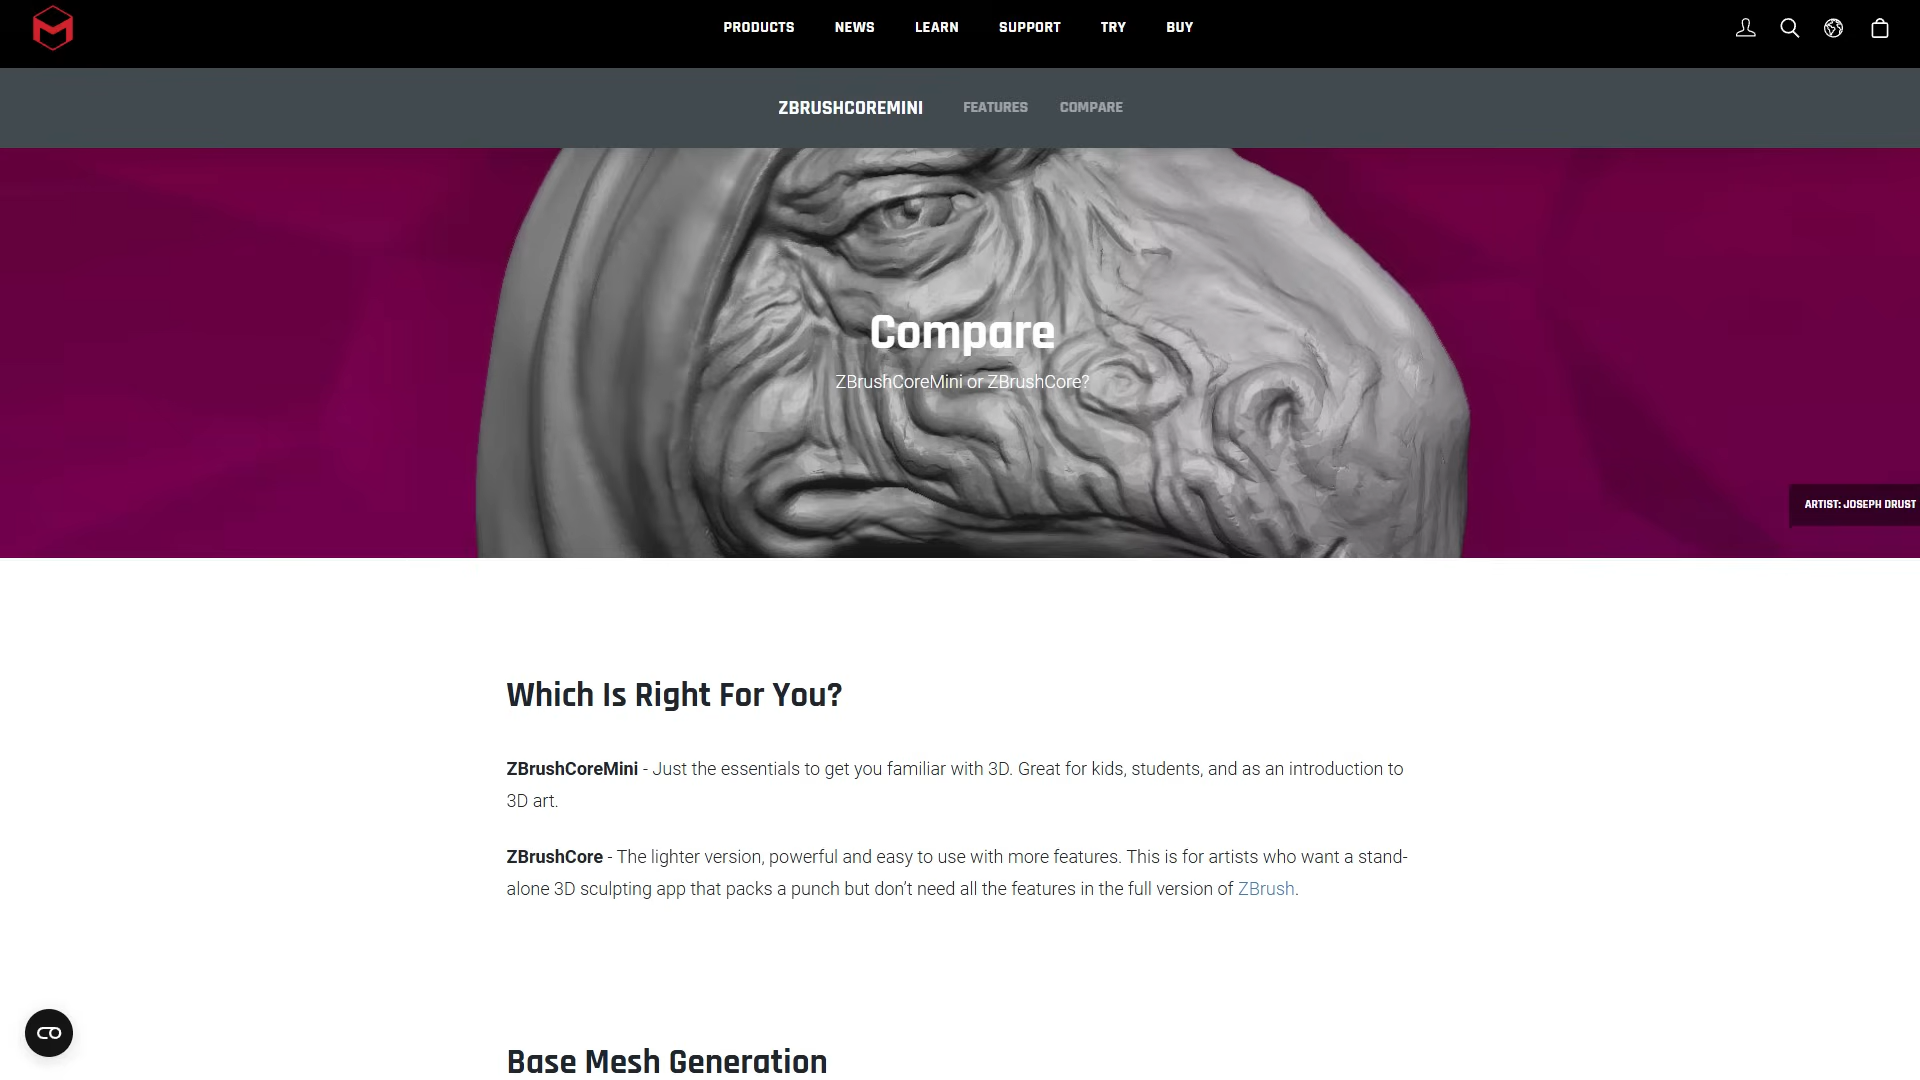 PRODUCTS NEWS LEARN SUPPORT TRY BUY
ZBRUSHCOREMINI FEATURES COMPARE
Compare
ZBrushCoreMini or ZBrushCore?
ARTIST: JOSEPH DRUST
Which Is Right For You?
ZBrushCoreMini - Just the essentials to get you familiar with 3D. Great for kids, students, and as an introduction to
3D art.
ZBrushCore - The lighter version, powerful and easy to use with more features. This is for artists who want a stand-
alone 3D sculpting app that packs a punch but don’t need all the features in the full version of ZBrush.
Base Mesh Generation